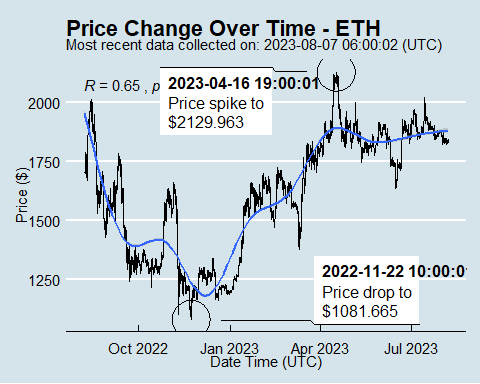 Price Change Over Time - ETH
Most recent data collected on: 2023-08-07 06:00:02 (UTC)
R = 0.65 , p
2023-04-16 19:00:01
Price spike to
$2129.963
2000
1750
1500
1250
Price ($)
2022-11-22 10:00:01
Price drop to
$1081.665
Oct 2022
Jan 2023
Apr 2023
Jul 2023
Date Time (UTC)